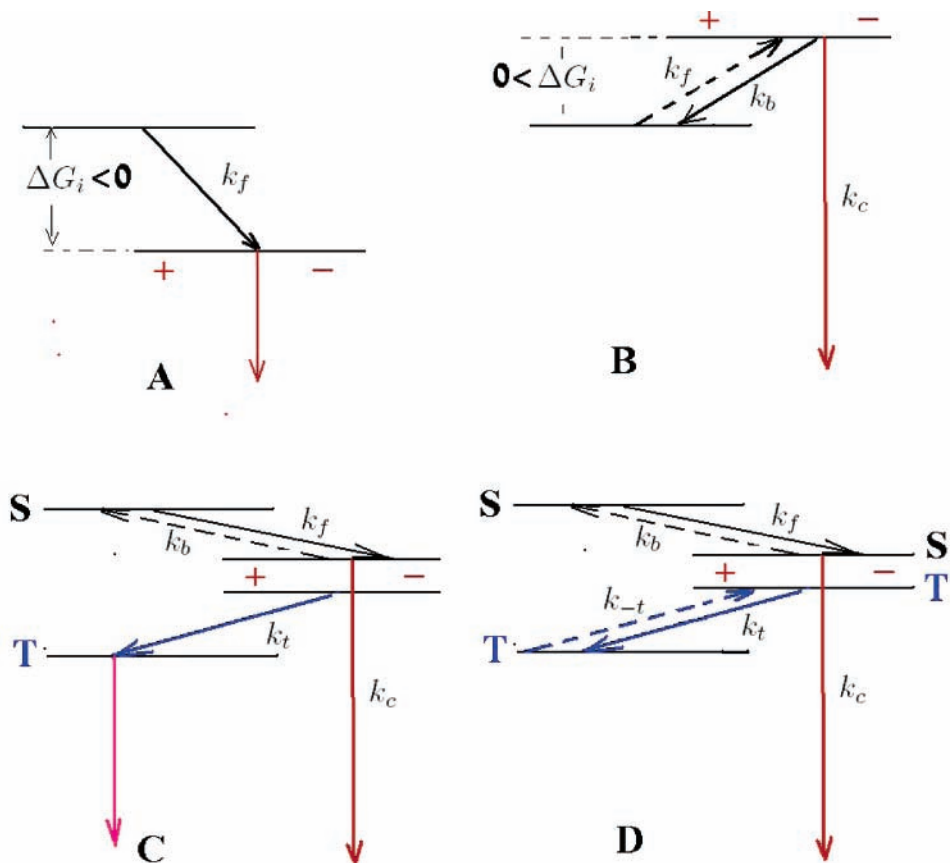 ΔG_i < 0
k_f
+ −
A
+ −
0 < ΔG_i
k_f
k_b
k_c
B
S
k_f
k_b
+ −
k_t
T
k_c
C
S
k_f
k_b
S
+ −
T
k_{-t}
k_t
T
k_c
D